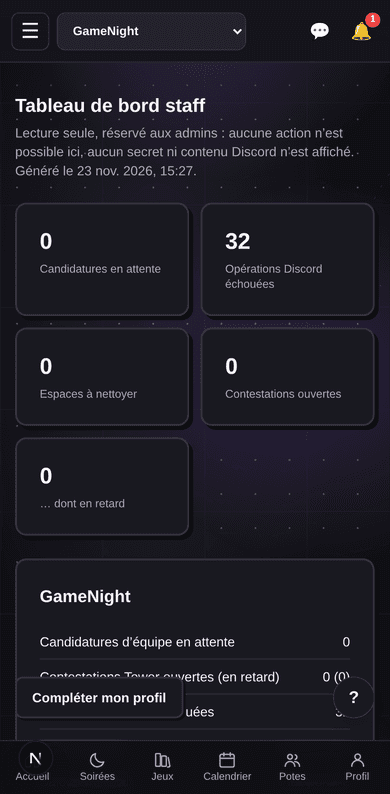 GameNight
1
Tableau de bord staff
Lecture seule, réservé aux admins : aucune action n’est
possible ici, aucun secret ni contenu Discord n’est affiché.
Généré le 23 nov. 2026, 15:27.
0
Candidatures en attente
32
Opérations Discord
échouées
0
Espaces à nettoyer
0
Contestations ouvertes
0
… dont en retard
GameNight
Candidatures d’équipe en attente 0
Contestations Tower ouvertes (en retard) 0 (0)
Compléter mon profil
?
uées
N
Accueil Soirées Jeux Calendrier Potes Profil